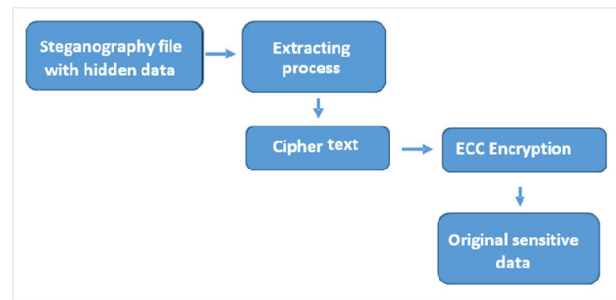 Steganography file
with hidden data
Extracting
process
Cipher text
ECC Encryption
Original sensitive
data